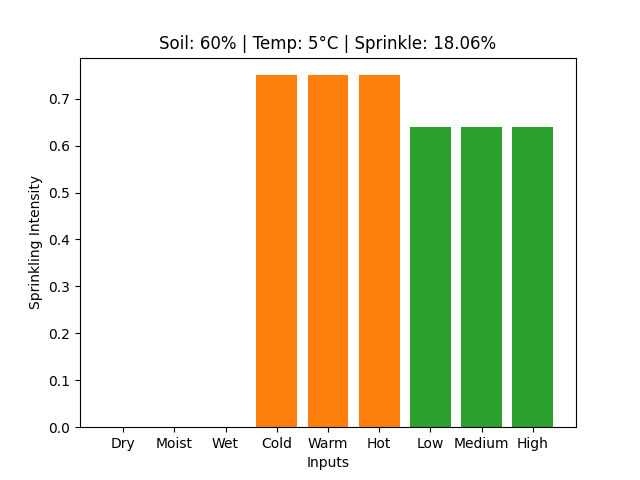 Soil: 60% | Temp: 5°C | Sprinkle: 18.06%
Sprinkling Intensity
0.7
0.6
0.5
0.4
0.3
0.2
0.1
0.0
Dry Moist Wet Cold Warm Hot Low Medium High
Inputs